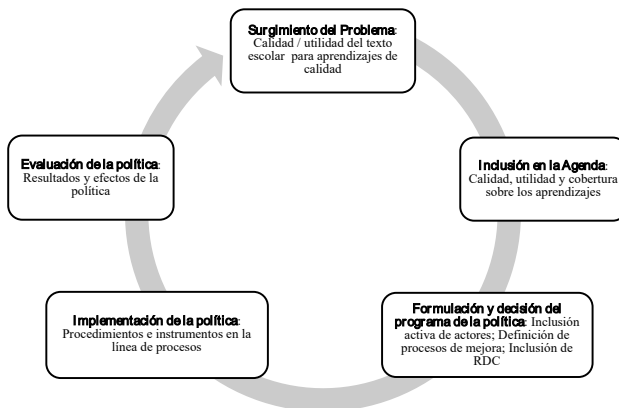 Surgimiento del Problema:
Calidad / utilidad del texto
escolar para aprendizajes de
calidad
Inclusión en la Agenda:
Calidad, utilidad y cobertura
sobre los aprendizajes
Formulación y decisión del
programa de la política: Inclusión
activa de actores; Definición de
procesos de mejora; Inclusión de
RDC
Implementación de la política:
Procedimientos e instrumentos en la
línea de procesos
Evaluación de la política:
Resultados y efectos de la
política